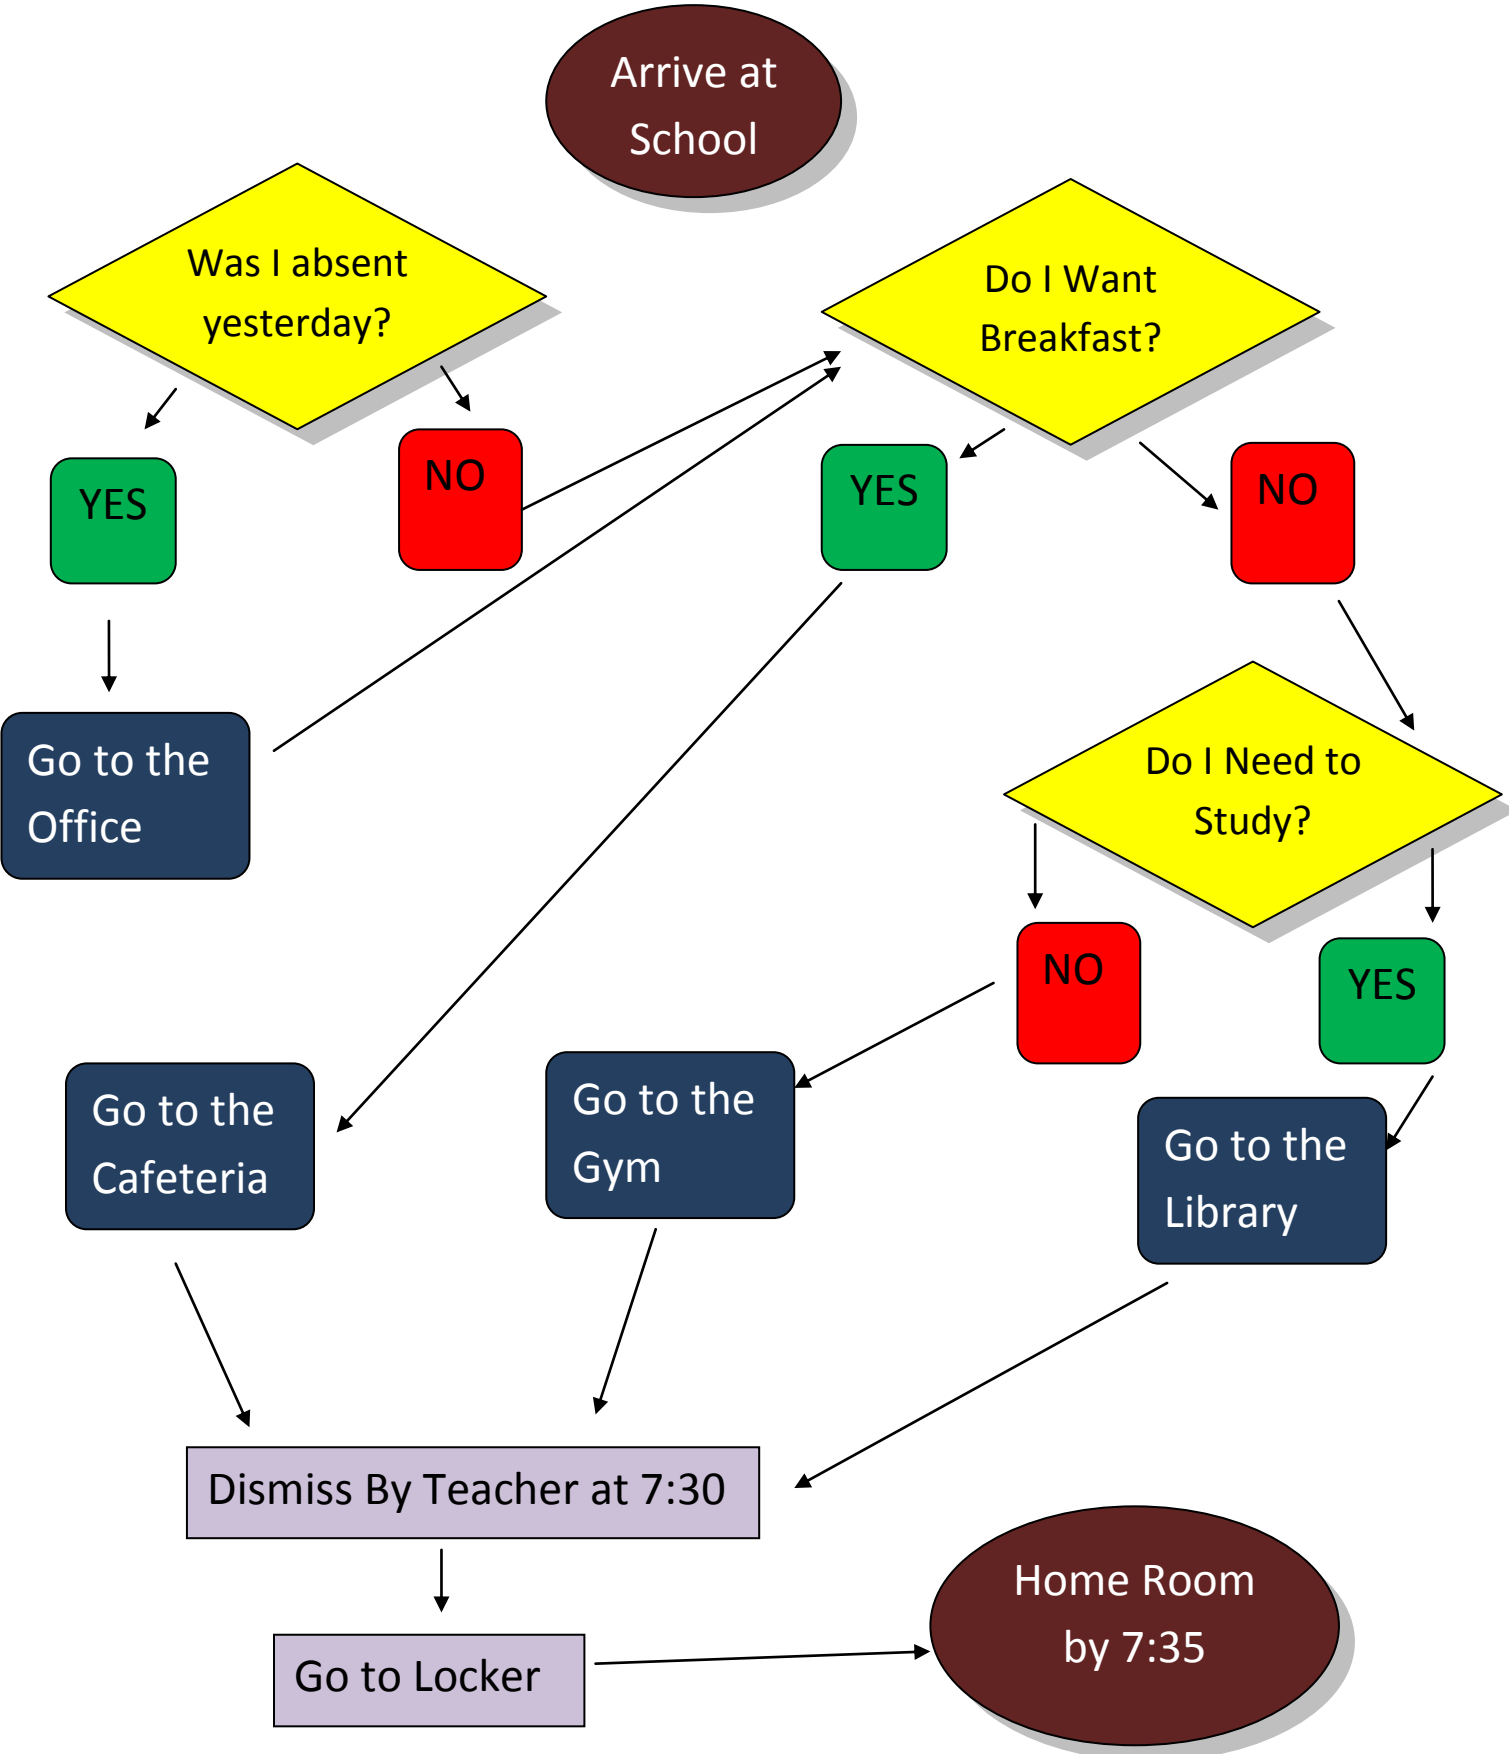 Arrive at
School
Was I absent
yesterday?
Do I Want
Breakfast?
YES
NO
YES
NO
Go to the
Office
Do I Need to
Study?
NO
YES
Go to the
Cafeteria
Go to the
Gym
Go to the
Library
Dismiss By Teacher at 7:30
Go to Locker
Home Room
by 7:35